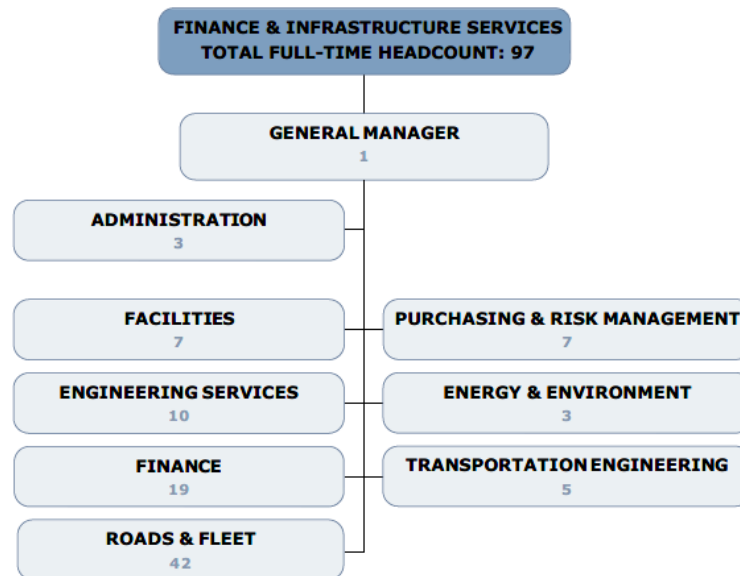 FINANCE & INFRASTRUCTURE SERVICES
TOTAL FULL-TIME HEADCOUNT: 97
GENERAL MANAGER
1
ADMINISTRATION
3
FACILITIES
7
PURCHASING & RISK MANAGEMENT
7
ENGINEERING SERVICES
10
ENERGY & ENVIRONMENT
3
FINANCE
19
TRANSPORTATION ENGINEERING
5
ROADS & FLEET
42